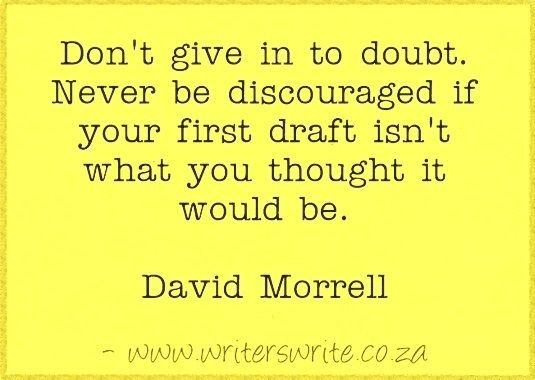 Don't give in to doubt.
Never be discouraged if
your first draft isn't
what you thought it
would be.
David Morrell
- www.writerswrite.co.za